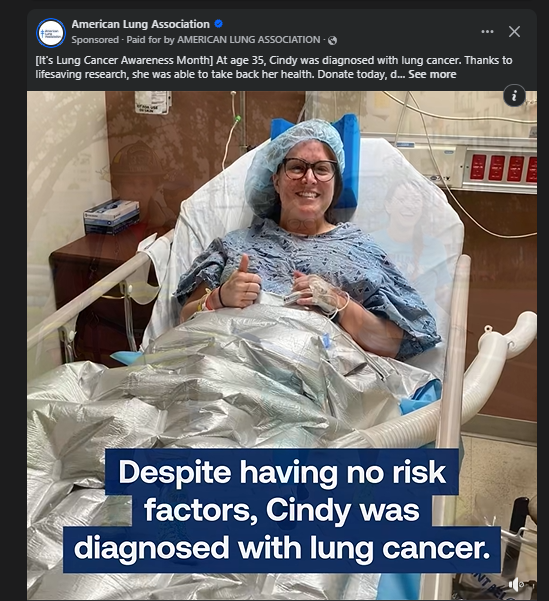 American Lung Association
Sponsored · Paid for by AMERICAN LUNG ASSOCIATION ·
[It's Lung Cancer Awareness Month] At age 35, Cindy was diagnosed with lung cancer. Thanks to
lifesaving research, she was able to take back her health. Donate today, d... See more
Despite having no risk
factors, Cindy was
diagnosed with lung cancer.